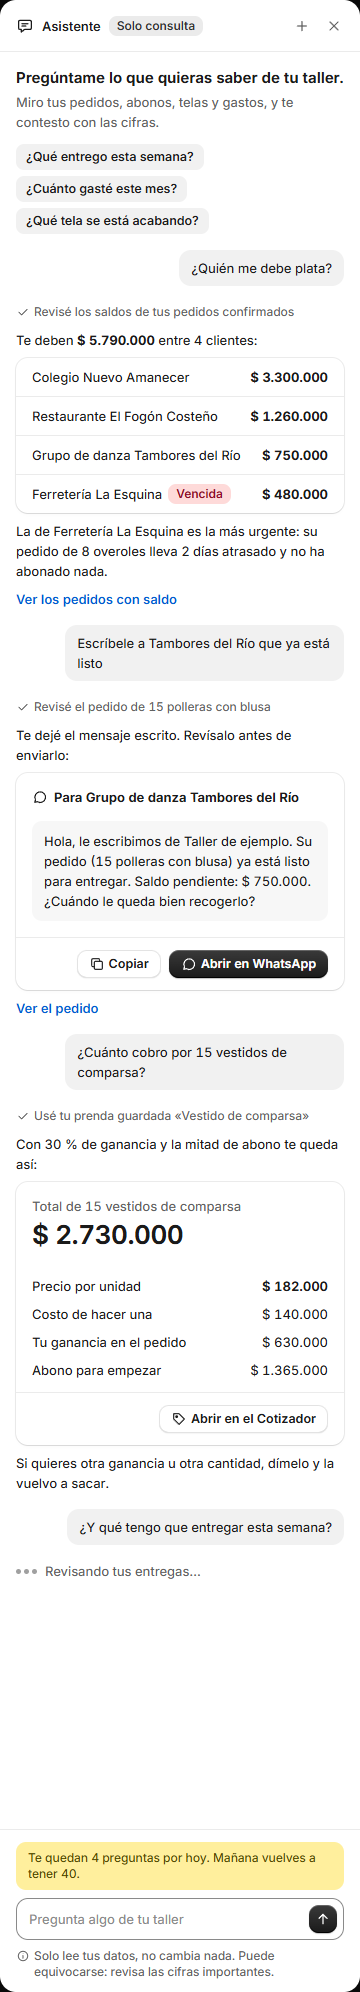 Asistente Solo consulta
Pregúntame lo que quieras saber de tu taller.
Miro tus pedidos, abonos, telas y gastos, y te
contesto con las cifras.
¿Qué entrego esta semana?
¿Cuánto gasté este mes?
¿Qué tela se está acabando?
¿Quién me debe plata?
Revisé los saldos de tus pedidos confirmados
Te deben $ 5.790.000 entre 4 clientes:
Colegio Nuevo Amanecer $ 3.300.000
Restaurante El Fogón Costeño $ 1.260.000
Grupo de danza Tambores del Río $ 750.000
Ferretería La Esquina Vencida $ 480.000
La de Ferretería La Esquina es la más urgente: su
pedido de 8 overoles lleva 2 días atrasado y no ha
abonado nada.
Ver los pedidos con saldo
Escríbele a Tambores del Río que ya está
listo
Revisé el pedido de 15 polleras con blusa
Te dejé el mensaje escrito. Revísalo antes de
enviarlo:
Para Grupo de danza Tambores del Río
Hola, le escribimos de Taller de ejemplo. Su
pedido (15 polleras con blusa) ya está listo
para entregar. Saldo pendiente: $ 750.000.
¿Cuándo le queda bien recogerlo?
Copiar Abrir en WhatsApp
Ver el pedido
¿Cuánto cobro por 15 vestidos de
comparsa?
Usé tu prenda guardada «Vestido de comparsa»
Con 30 % de ganancia y la mitad de abono te queda
así:
Total de 15 vestidos de comparsa
$ 2.730.000
Precio por unidad $ 182.000
Costo de hacer una $ 140.000
Tu ganancia en el pedido $ 630.000
Abono para empezar $ 1.365.000
Abrir en el Cotizador
Si quieres otra ganancia u otra cantidad, dímelo y la
vuelvo a sacar.
¿Y qué tengo que entregar esta semana?
Revisando tus entregas...
Te quedan 4 preguntas por hoy. Mañana vuelves a
tener 40.
Pregunta algo de tu taller
Solo lee tus datos, no cambia nada. Puede
equivocarse: revisa las cifras importantes.